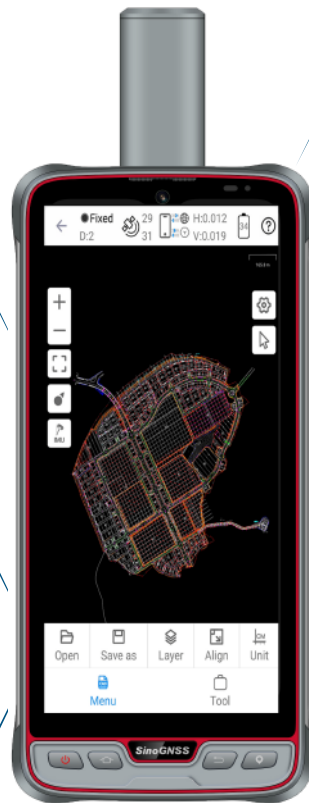 Fixed 29 H:0.012
D:2 31 V:0.019
34
IMU
Open Save as Layer Align Unit
Menu Tool
SinoGNSS